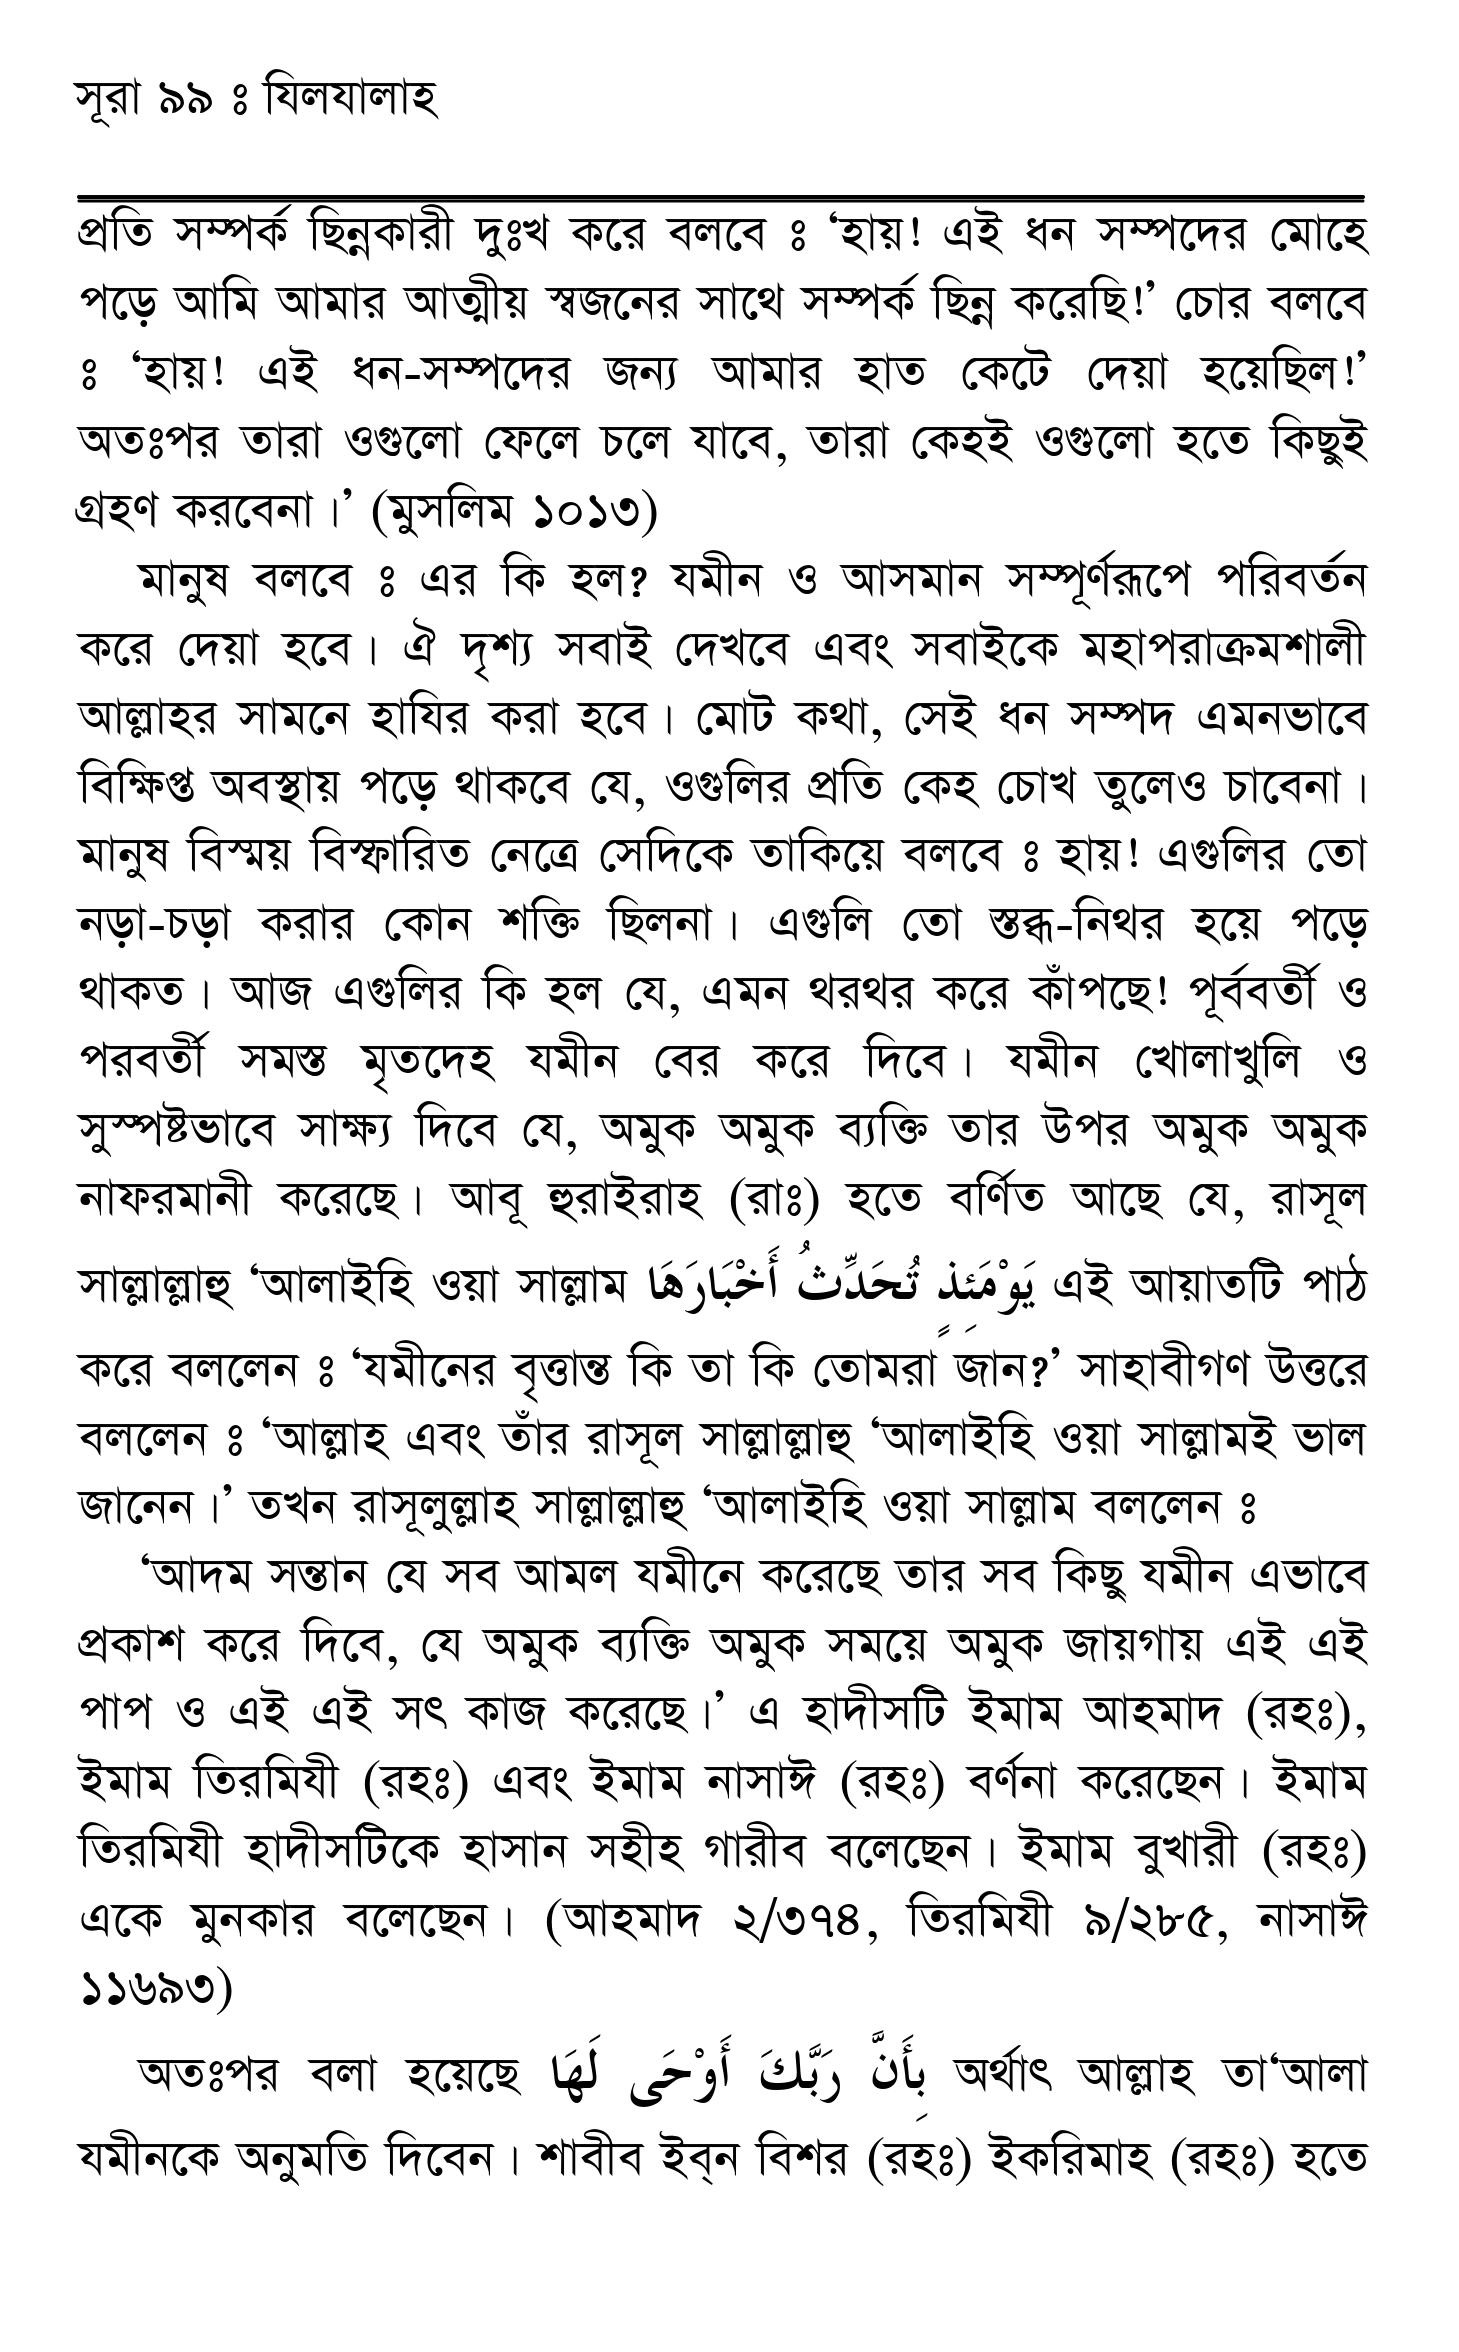 সূরা ৯৯ ঃ যিলযালাহ
প্রতি সম্পর্ক ছিন্নকারী দুঃখ করে বলবে ঃ ‘হায়! এই ধন সম্পদের মোহে
পড়ে আমি আমার আত্মীয় স্বজনের সাথে সম্পর্ক ছিন্ন করেছি!’ চোর বলবে
ঃ ‘হায়! এই ধন-সম্পদের জন্য আমার হাত কেটে দেয়া হয়েছিল!’
অতঃপর তারা ওগুলো ফেলে চলে যাবে, তারা কেহই ওগুলো হতে কিছুই
গ্রহণ করবেনা।’ (মুসলিম ১০১৩)
মানুষ বলবে ঃ এর কি হল? যমীন ও আসমান সম্পূর্ণরূপে পরিবর্তন
করে দেয়া হবে। ঐ দৃশ্য সবাই দেখবে এবং সবাইকে মহাপরাক্রমশালী
আল্লাহর সামনে হাযির করা হবে। মোট কথা, সেই ধন সম্পদ এমনভাবে
বিক্ষিপ্ত অবস্থায় পড়ে থাকবে যে, ওগুলির প্রতি কেহ চোখ তুলেও চাবেনা।
মানুষ বিস্ময় বিস্ফারিত নেত্রে সেদিকে তাকিয়ে বলবে ঃ হায়! এগুলির তো
নড়া-চড়া করার কোন শক্তি ছিলনা। এগুলি তো স্তব্ধ-নিথর হয়ে পড়ে
থাকত। আজ এগুলির কি হল যে, এমন থরথর করে কাঁপছে! পূর্ববর্তী ও
পরবর্তী সমস্ত মৃতদেহ যমীন বের করে দিবে। যমীন খোলাখুলি ও
সুস্পষ্টভাবে সাক্ষ্য দিবে যে, অমুক অমুক ব্যক্তি তার উপর অমুক অমুক
নাফরমানী করেছে। আবূ হুরাইরাহ (রাঃ) হতে বর্ণিত আছে যে, রাসূল
সাল্লাল্লাহু ‘আলাইহি ওয়া সাল্লাম يَوْمَئِذٍ تُحَدِّثُ أَخْبَارَهَا এই আয়াতটি পাঠ
করে বললেন ঃ ‘যমীনের বৃত্তান্ত কি তা কি তোমরা জান?’ সাহাবীগণ উত্তরে
বললেন ঃ ‘আল্লাহ এবং তাঁর রাসূল সাল্লাল্লাহু ‘আলাইহি ওয়া সাল্লামই ভাল
জানেন।’ তখন রাসূলুল্লাহ সাল্লাল্লাহু ‘আলাইহি ওয়া সাল্লাম বললেন ঃ
‘আদম সন্তান যে সব আমল যমীনে করেছে তার সব কিছু যমীন এভাবে
প্রকাশ করে দিবে, যে অমুক ব্যক্তি অমুক সময়ে অমুক জায়গায় এই এই
পাপ ও এই এই সৎ কাজ করেছে।’ এ হাদীসটি ইমাম আহমাদ (রহঃ),
ইমাম তিরমিযী (রহঃ) এবং ইমাম নাসাঈ (রহঃ) বর্ণনা করেছেন। ইমাম
তিরমিযী হাদীসটিকে হাসান সহীহ গারীব বলেছেন। ইমাম বুখারী (রহঃ)
একে মুনকার বলেছেন। (আহমাদ ২/৩৭৪, তিরমিযী ৯/২৮৫, নাসাঈ
১১৬৯৩)
অতঃপর বলা হয়েছে بِأَنَّ رَبَّكَ أَوْحَى لَهَا অর্থাৎ আল্লাহ তা‘আলা
যমীনকে অনুমতি দিবেন। শাবীব ইব্‌ন বিশর (রহঃ) ইকরিমাহ (রহঃ) হতে